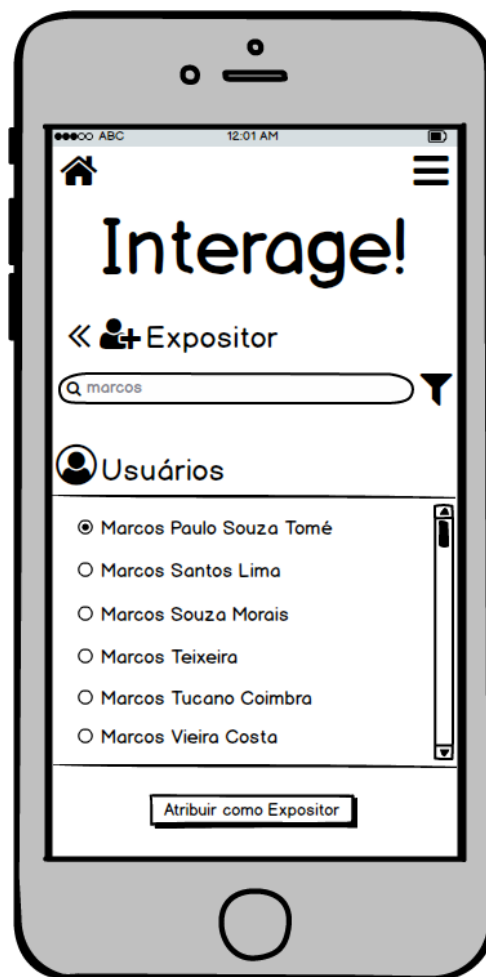 ABC 12:01 AM
Interage!
Expositor
marcos
Usuários
Marcos Paulo Souza Tomé
Marcos Santos Lima
Marcos Souza Morais
Marcos Teixeira
Marcos Tucano Coimbra
Marcos Vieira Costa
Atribuir como Expositor